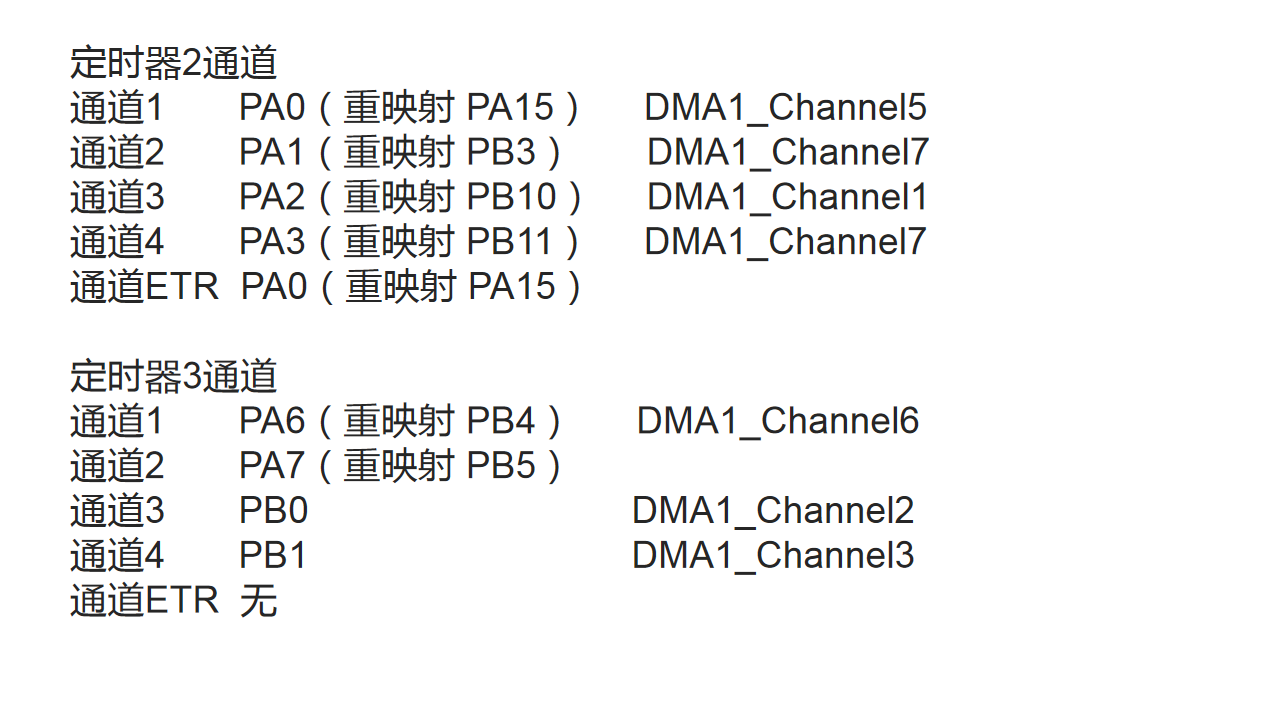 定时器2通道
通道1 PA0（重映射 PA15） DMA1_Channel5
通道2 PA1（重映射 PB3） DMA1_Channel7
通道3 PA2（重映射 PB10） DMA1_Channel1
通道4 PA3（重映射 PB11） DMA1_Channel7
通道ETR PA0（重映射 PA15）
定时器3通道
通道1 PA6（重映射 PB4） DMA1_Channel6
通道2 PA7（重映射 PB5）
通道3 PB0 DMA1_Channel2
通道4 PB1 DMA1_Channel3
通道ETR 无